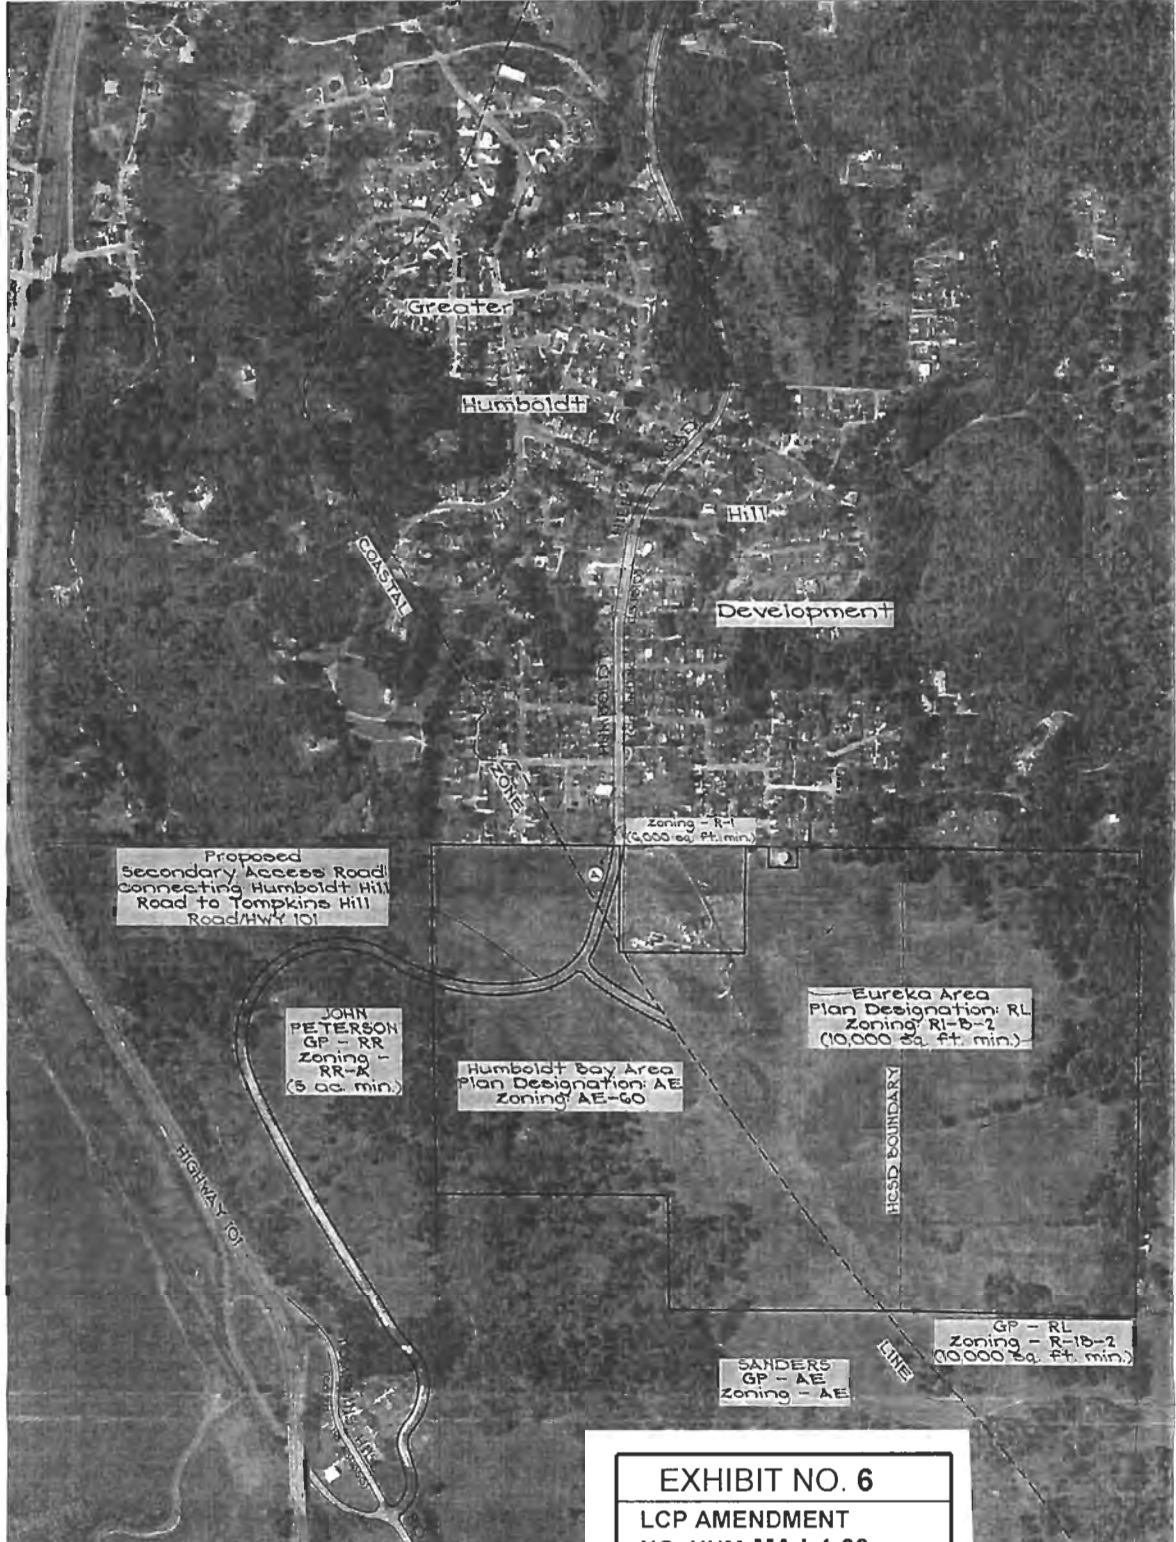 Greater
Humboldt
ROAD
HILL
Hill
COASTAL
Development
HUMBOLDT
ZONE
Zoning - R-1
(6,000 sq. ft. min.)
Proposed
Secondary Access Road
connecting Humboldt Hill
Road to Tompkins Hill
Road/HWY 101
A
Eureka Area
Plan Designation: RL
Zoning: R1-B-2
(10,000 sq. ft. min.)
JOHN
PETERSON
GP - RR
Zoning -
RR-A
(5 ac. min.)
Humboldt Bay Area
Plan Designation: AE
Zoning: AE-60
HCSD BOUNDARY
HIGHWAY 101
GP - RL
Zoning - R-1B-2
(10,000 sq. ft. min.)
LINE
SANDERS
GP - AE
Zoning - AE
EXHIBIT NO. 6
LCP AMENDMENT